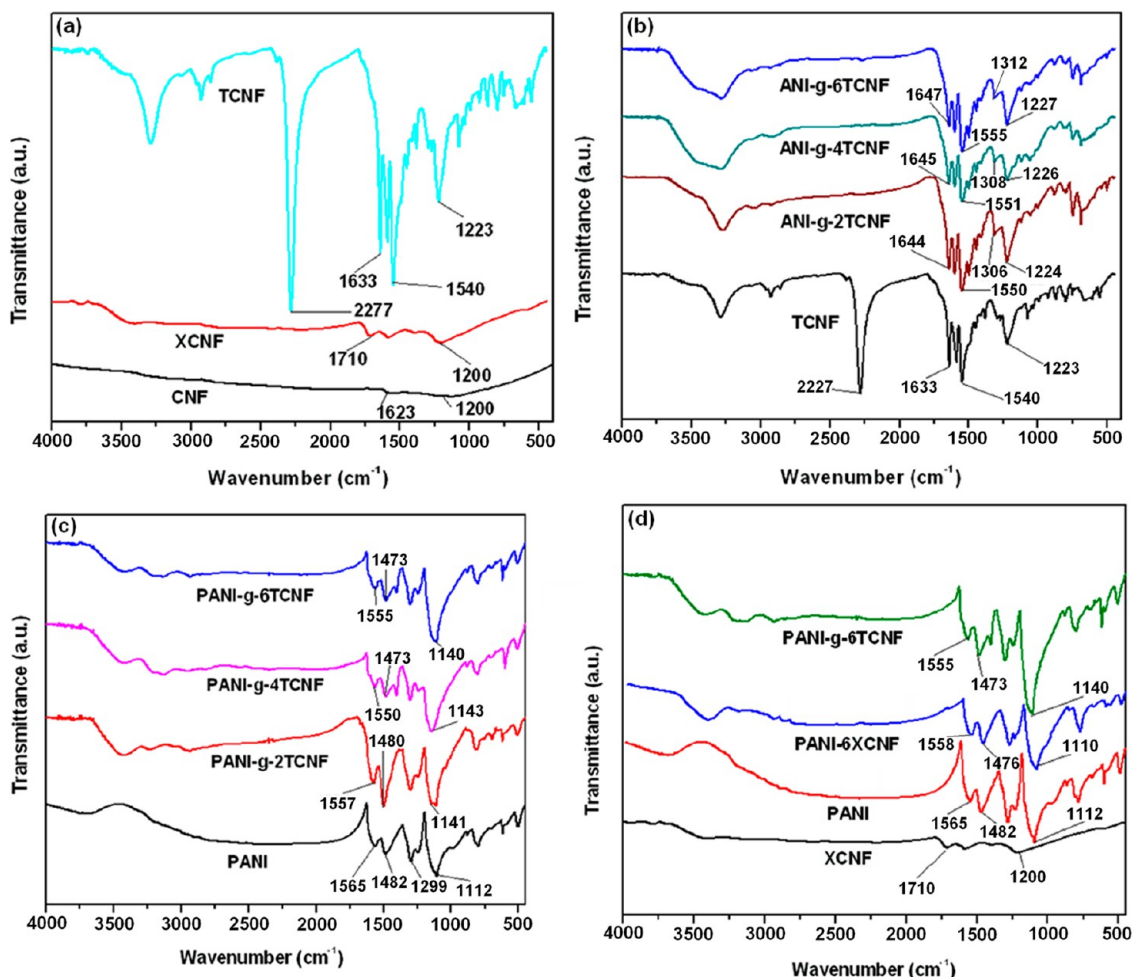 (a)
TCNF
1223
1633
1540
2277
XCNF
1710
1200
CNF
1623
1200
4000 3500 3000 2500 2000 1500 1000 500
Wavenumber (cm-1)
Transmittance (a.u.)
(b)
ANI-g-6TCNF
1312
1647
1555
1227
ANI-g-4TCNF
1645
1308
1226
1551
ANI-g-2TCNF
1644
1306
1224
1550
TCNF
2227
1633
1223
1540
4000 3500 3000 2500 2000 1500 1000 500
Wavenumber (cm-1)
Transmittance (a.u.)
(c)
1473
PANI-g-6TCNF
1555
1140
1473
PANI-g-4TCNF
1550
1143
1480
PANI-g-2TCNF
1557
1141
PANI
1565
1482
1299
1112
4000 3500 3000 2500 2000 1500 1000 500
Wavenumber (cm-1)
Transmittance (a.u.)
(d)
PANI-g-6TCNF
1555
1473
1140
PANI-6XCNF
1558
1476
1110
PANI
1565
1482
1112
XCNF
1710
1200
4000 3500 3000 2500 2000 1500 1000 500
Wavenumber (cm-1)
Transmittance (a.u.)